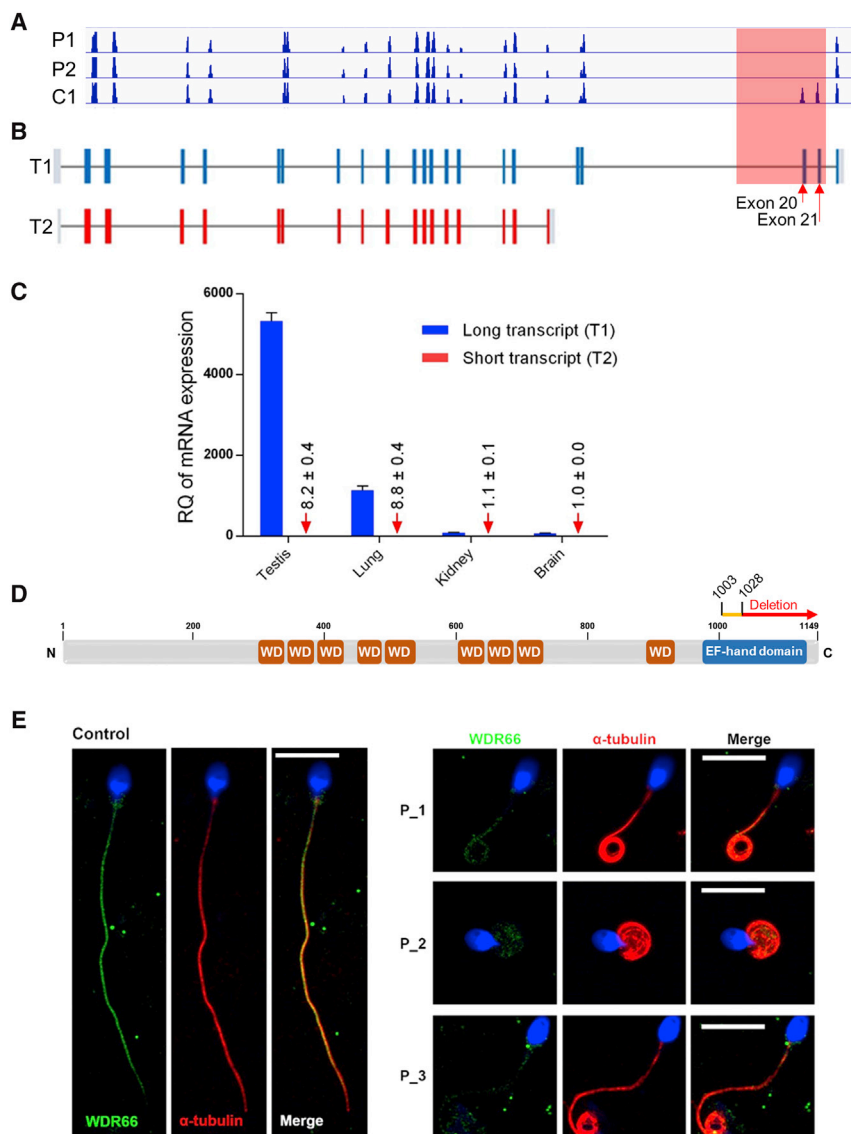 A
P1
P2
C1
B
T1
Exon 20
Exon 21
T2
C
6000
4000
2000
0
RQ of mRNA expression
Long transcript (T1)
Short transcript (T2)
8.2 ± 0.4
8.8 ± 0.4
1.1 ± 0.1
1.0 ± 0.0
Testis
Lung
Kidney
Brain
D
1003
1028
Deletion
1 200 400 600 800 1000 1149
N WD WD WD WD WD WD WD WD WD EF-hand domain C
E
Control
WDR66 α-tubulin Merge
WDR66 α-tubulin Merge
P_1
P_2
P_3